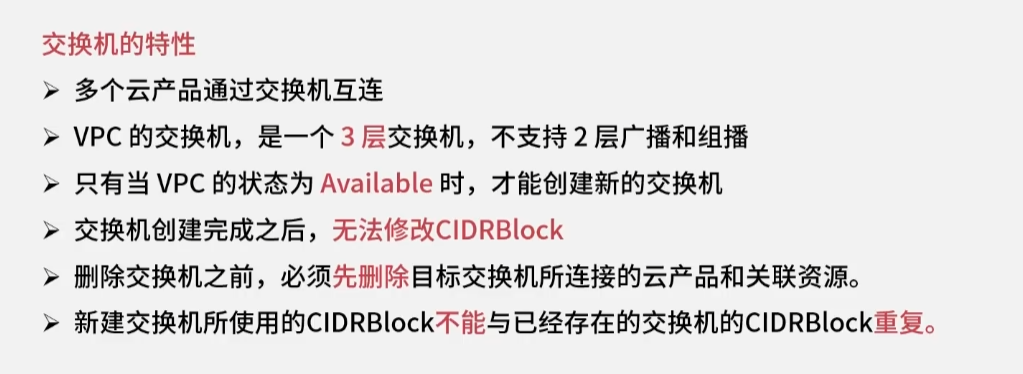 交换机的特性
➢ 多个云产品通过交换机互连
➢ VPC 的交换机，是一个 3 层交换机，不支持 2 层广播和组播
➢ 只有当 VPC 的状态为 Available 时，才能创建新的交换机
➢ 交换机创建完成之后，无法修改CIDRBlock
➢ 删除交换机之前，必须先删除目标交换机所连接的云产品和关联资源。
➢ 新建交换机所使用的CIDRBlock不能与已经存在的交换机的CIDRBlock重复。